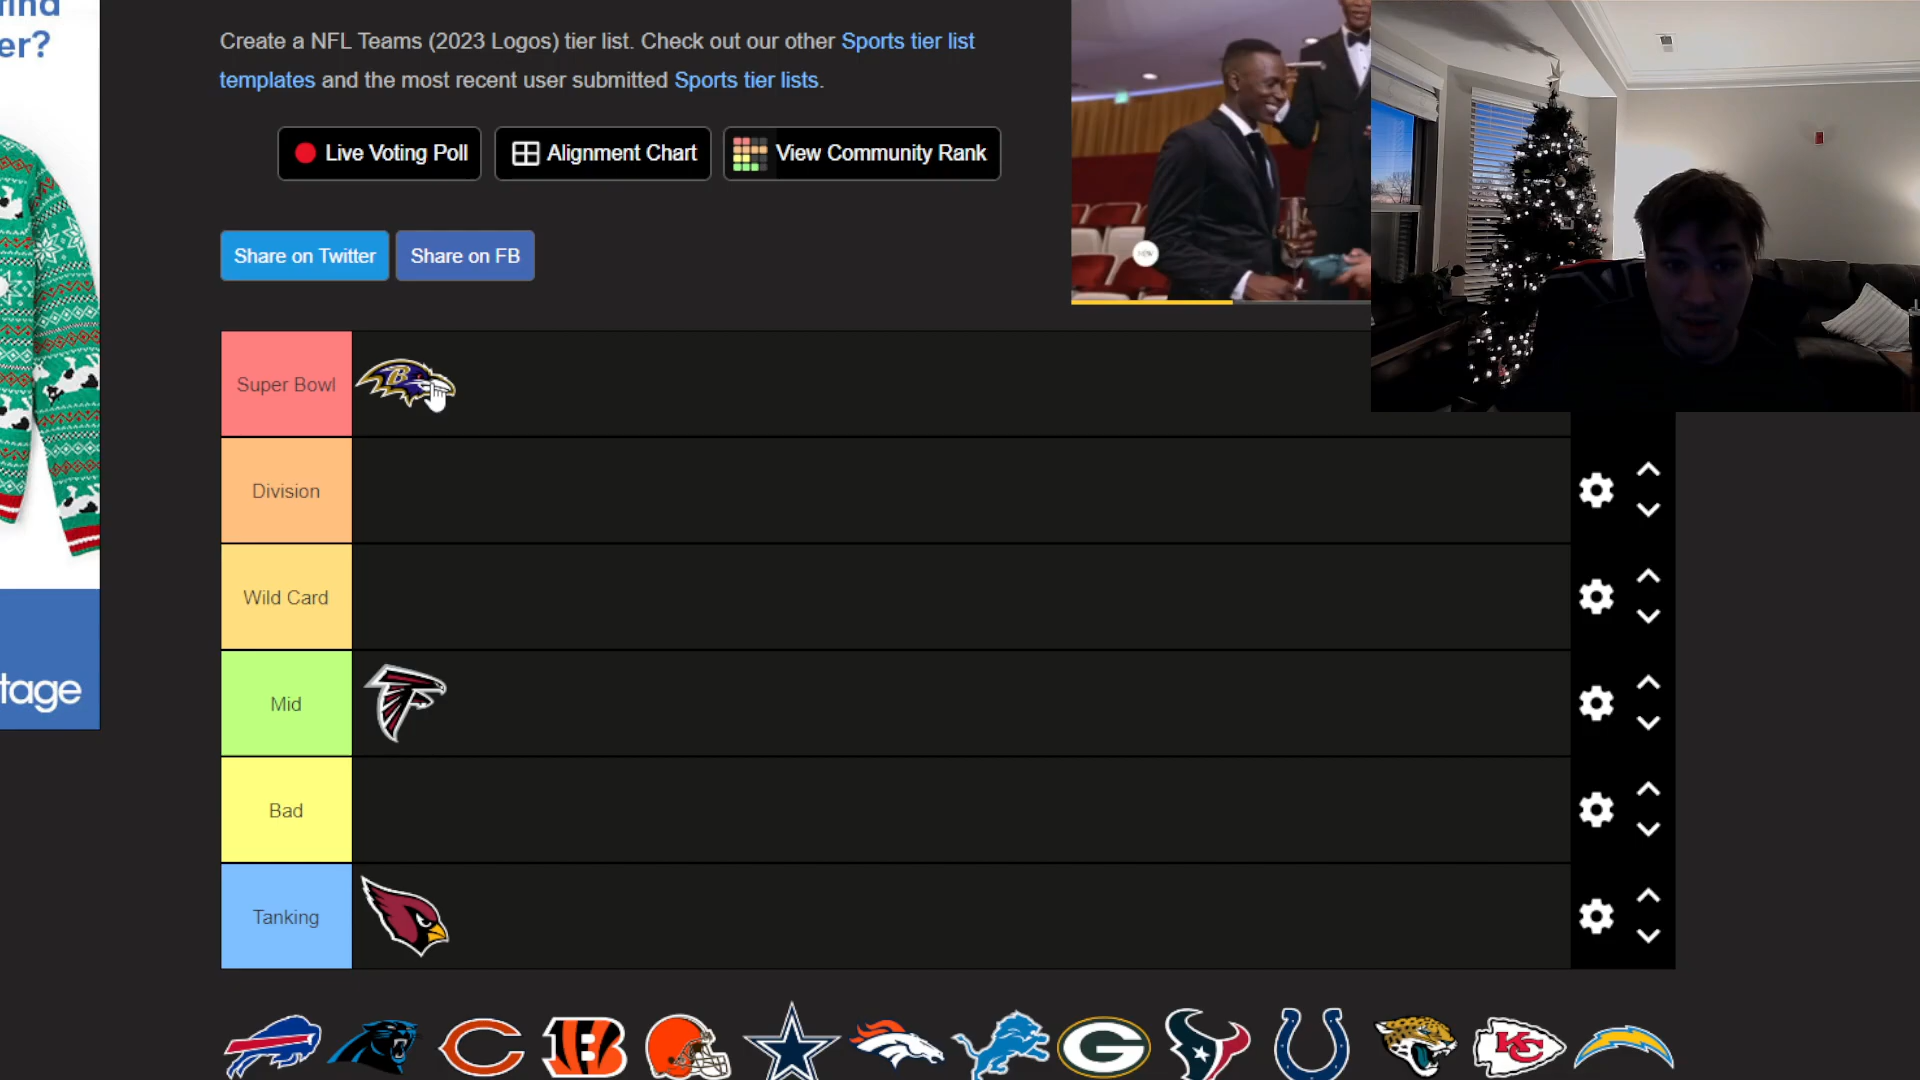 find
er?
Create a NFL Teams (2023 Logos) tier list. Check out our other Sports tier list
templates and the most recent user submitted Sports tier lists.
Live Voting Poll
Alignment Chart
View Community Rank
Share on Twitter
Share on FB
Super Bowl
B
Division
Wild Card
Mid
Bad
tage
Tanking
C
B
G
KC